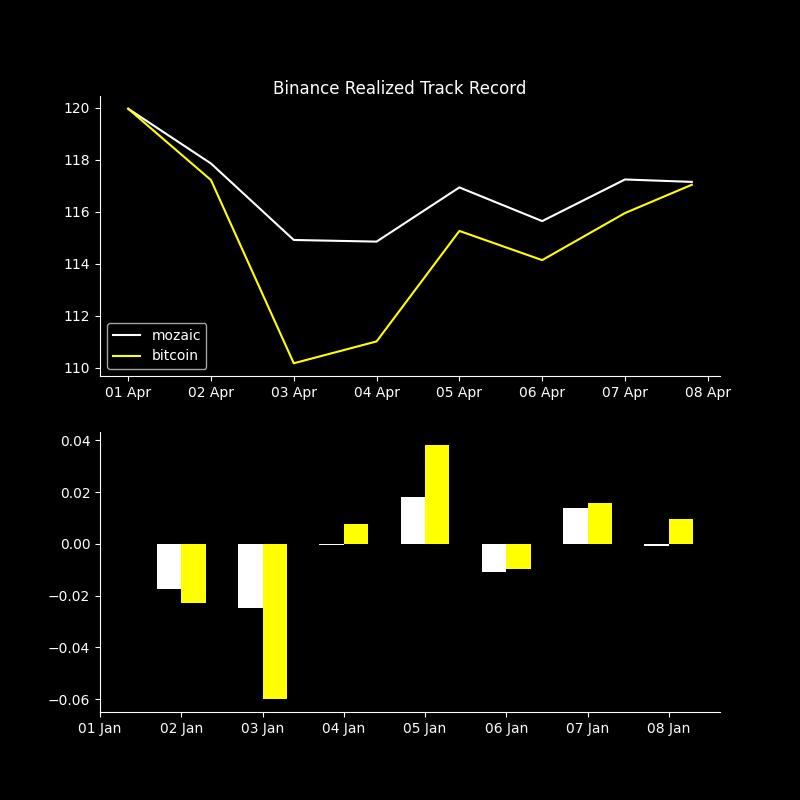 Binance Realized Track Record
120
118
116
114
112
110
mozaic
bitcoin
01 Apr 02 Apr 03 Apr 04 Apr 05 Apr 06 Apr 07 Apr 08 Apr
0.04
0.02
0.00
−0.02
−0.04
−0.06
01 Jan 02 Jan 03 Jan 04 Jan 05 Jan 06 Jan 07 Jan 08 Jan